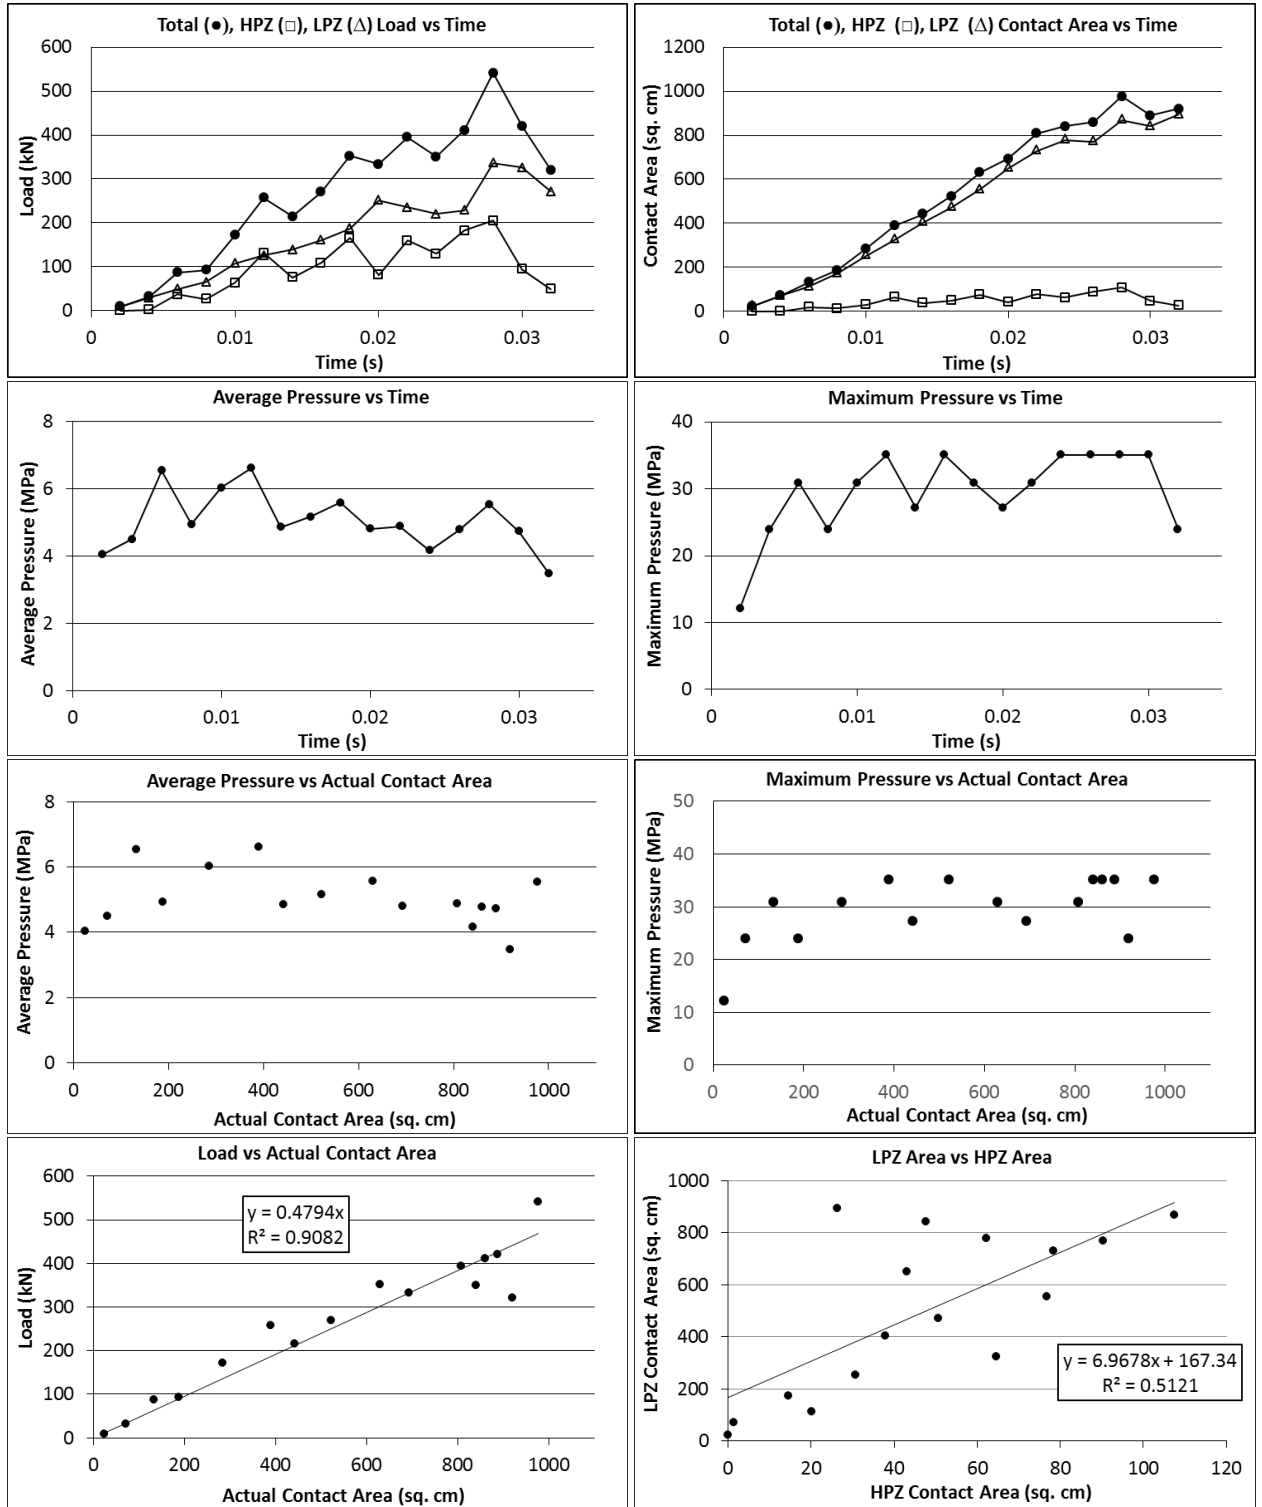 Total (●), HPZ (□), LPZ (△) Load vs Time
600
500
400
300
200
100
0
Load (kN)
0 0.01 0.02 0.03
Time (s)
Total (●), HPZ (□), LPZ (△) Contact Area vs Time
1200
1000
800
600
400
200
0
Contact Area (sq. cm)
0 0.01 0.02 0.03
Time (s)
Average Pressure vs Time
8
6
4
2
0
Average Pressure (MPa)
0 0.01 0.02 0.03
Time (s)
Maximum Pressure vs Time
40
30
20
10
0
Maximum Pressure (MPa)
0 0.01 0.02 0.03
Time (s)
Average Pressure vs Actual Contact Area
8
6
4
2
0
Average Pressure (MPa)
0 200 400 600 800 1000
Actual Contact Area (sq. cm)
Maximum Pressure vs Actual Contact Area
50
40
30
20
10
0
Maximum Pressure (MPa)
0 200 400 600 800 1000
Actual Contact Area (sq. cm)
Load vs Actual Contact Area
600
500
400
300
200
100
0
Load (kN)
y = 0.4794x
R² = 0.9082
0 200 400 600 800 1000
Actual Contact Area (sq. cm)
LPZ Area vs HPZ Area
1000
800
600
400
200
0
LPZ Contact Area (sq. cm)
y = 6.9678x + 167.34
R² = 0.5121
0 20 40 60 80 100 120
HPZ Contact Area (sq. cm)